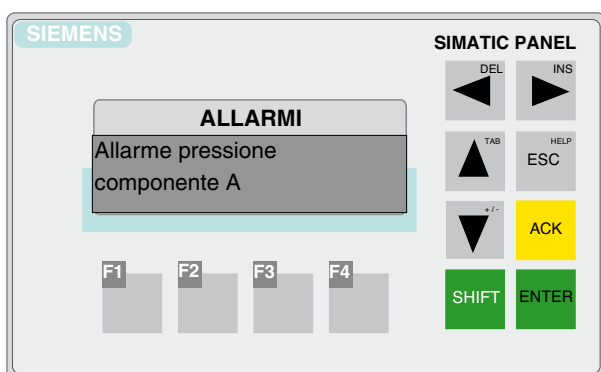 SIEMENS
SIMATIC PANEL
DEL
INS
ALLARMI
Allarme pressione
componente A
TAB
HELP
ESC
+/-
ACK
F1 F2 F3 F4
SHIFT
ENTER